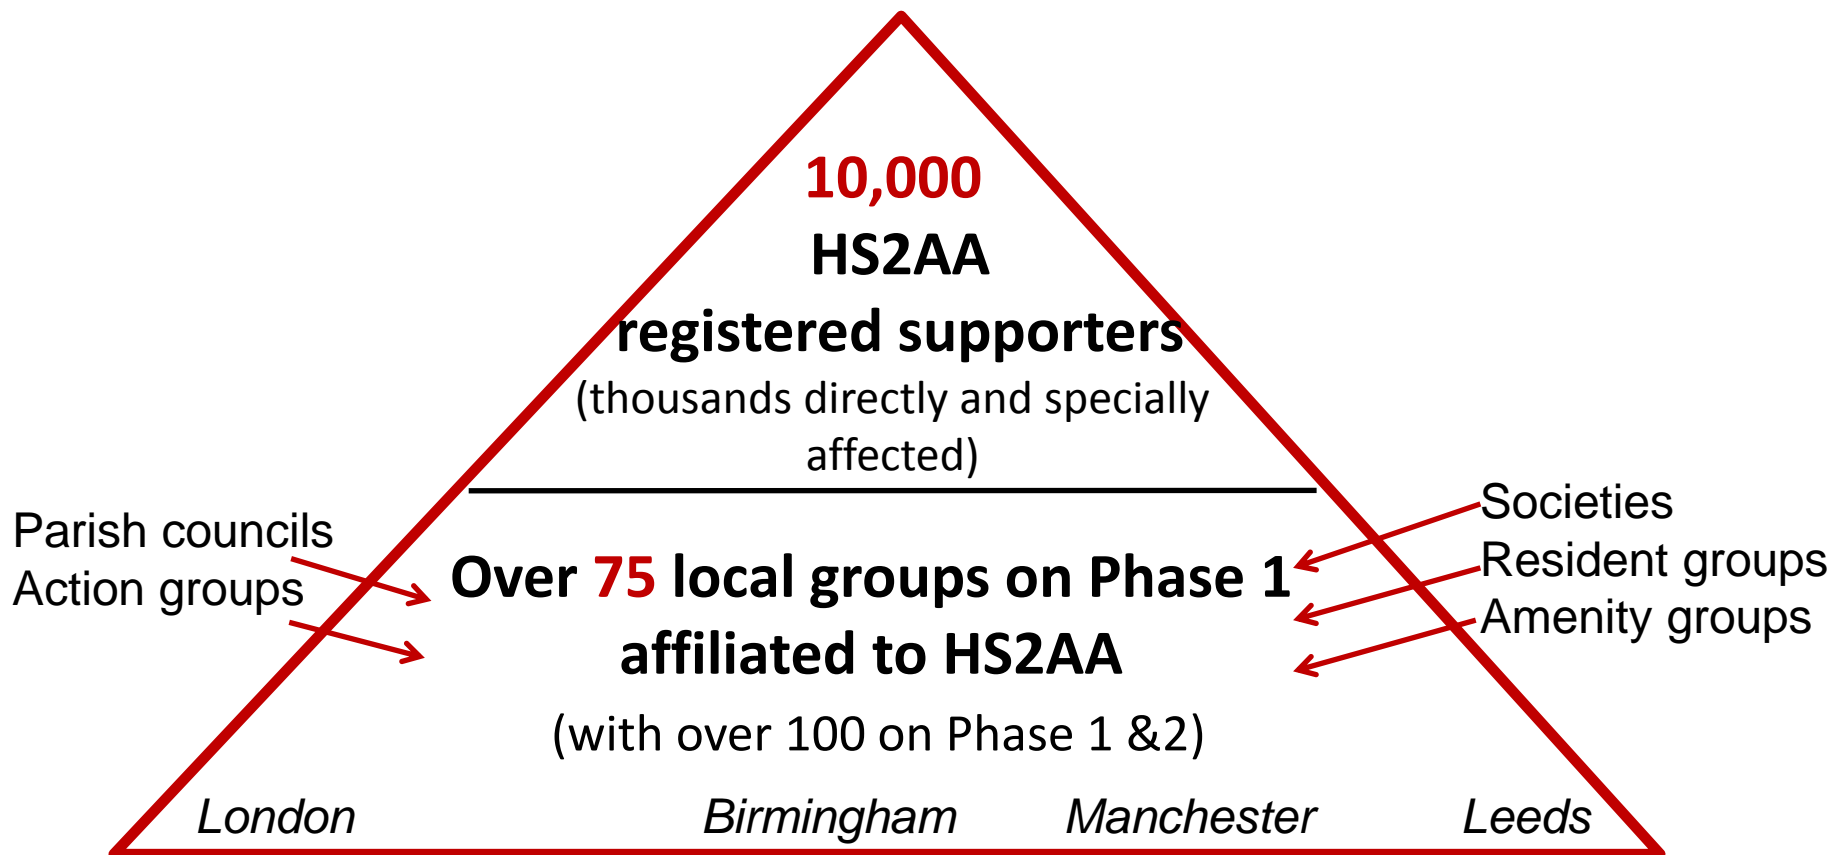 10,000
HS2AA
registered supporters
(thousands directly and specially
affected)
Parish councils
Action groups
Over 75 local groups on Phase 1
affiliated to HS2AA
(with over 100 on Phase 1 &2)
Societies
Resident groups
Amenity groups
London Birmingham Manchester Leeds